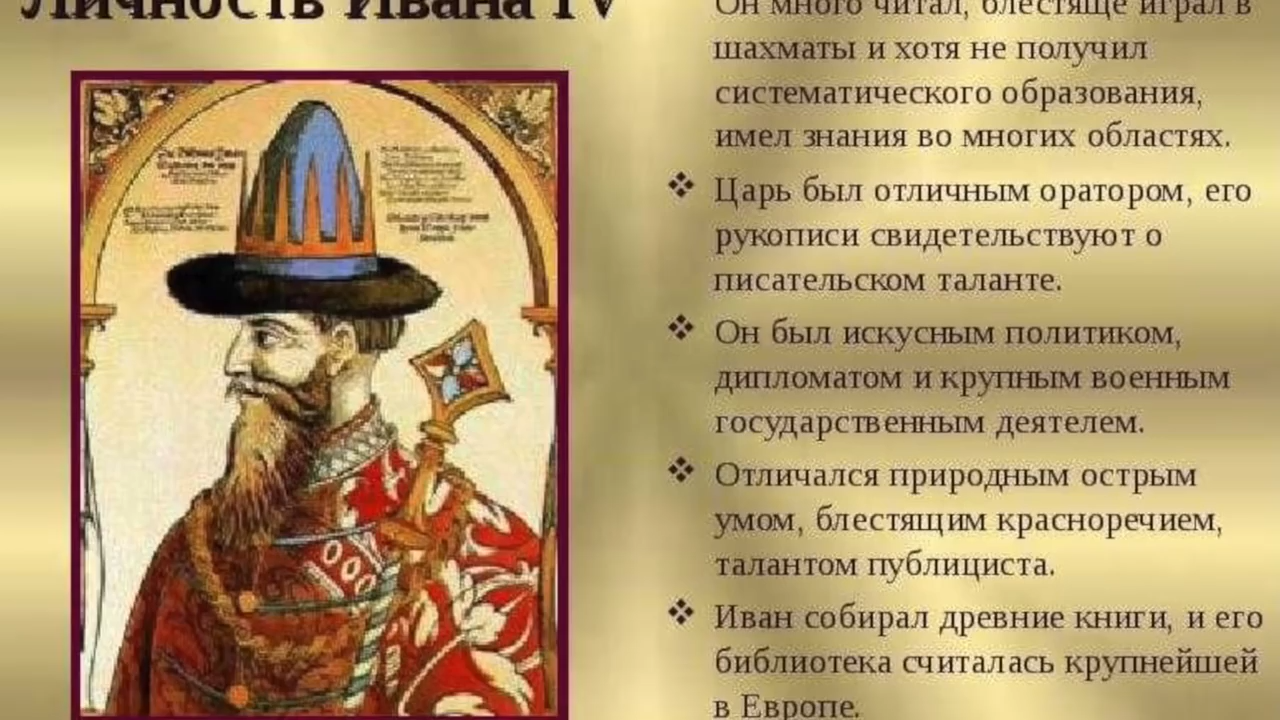 Личность Ивана IV
Он много читал, блестяще играл в
шахматы и хотя не получил
систематического образования,
имел знания во многих областях.
❖ Царь был отличным оратором, его
рукописи свидетельствуют о
писательском таланте.
❖ Он был искусным политиком,
дипломатом и крупным военным
государственным деятелем.
❖ Отличался природным острым
умом, блестящим красноречием,
талантом публициста.
❖ Иван собирал древние книги, и его
библиотека считалась крупнейшей
в Европе.